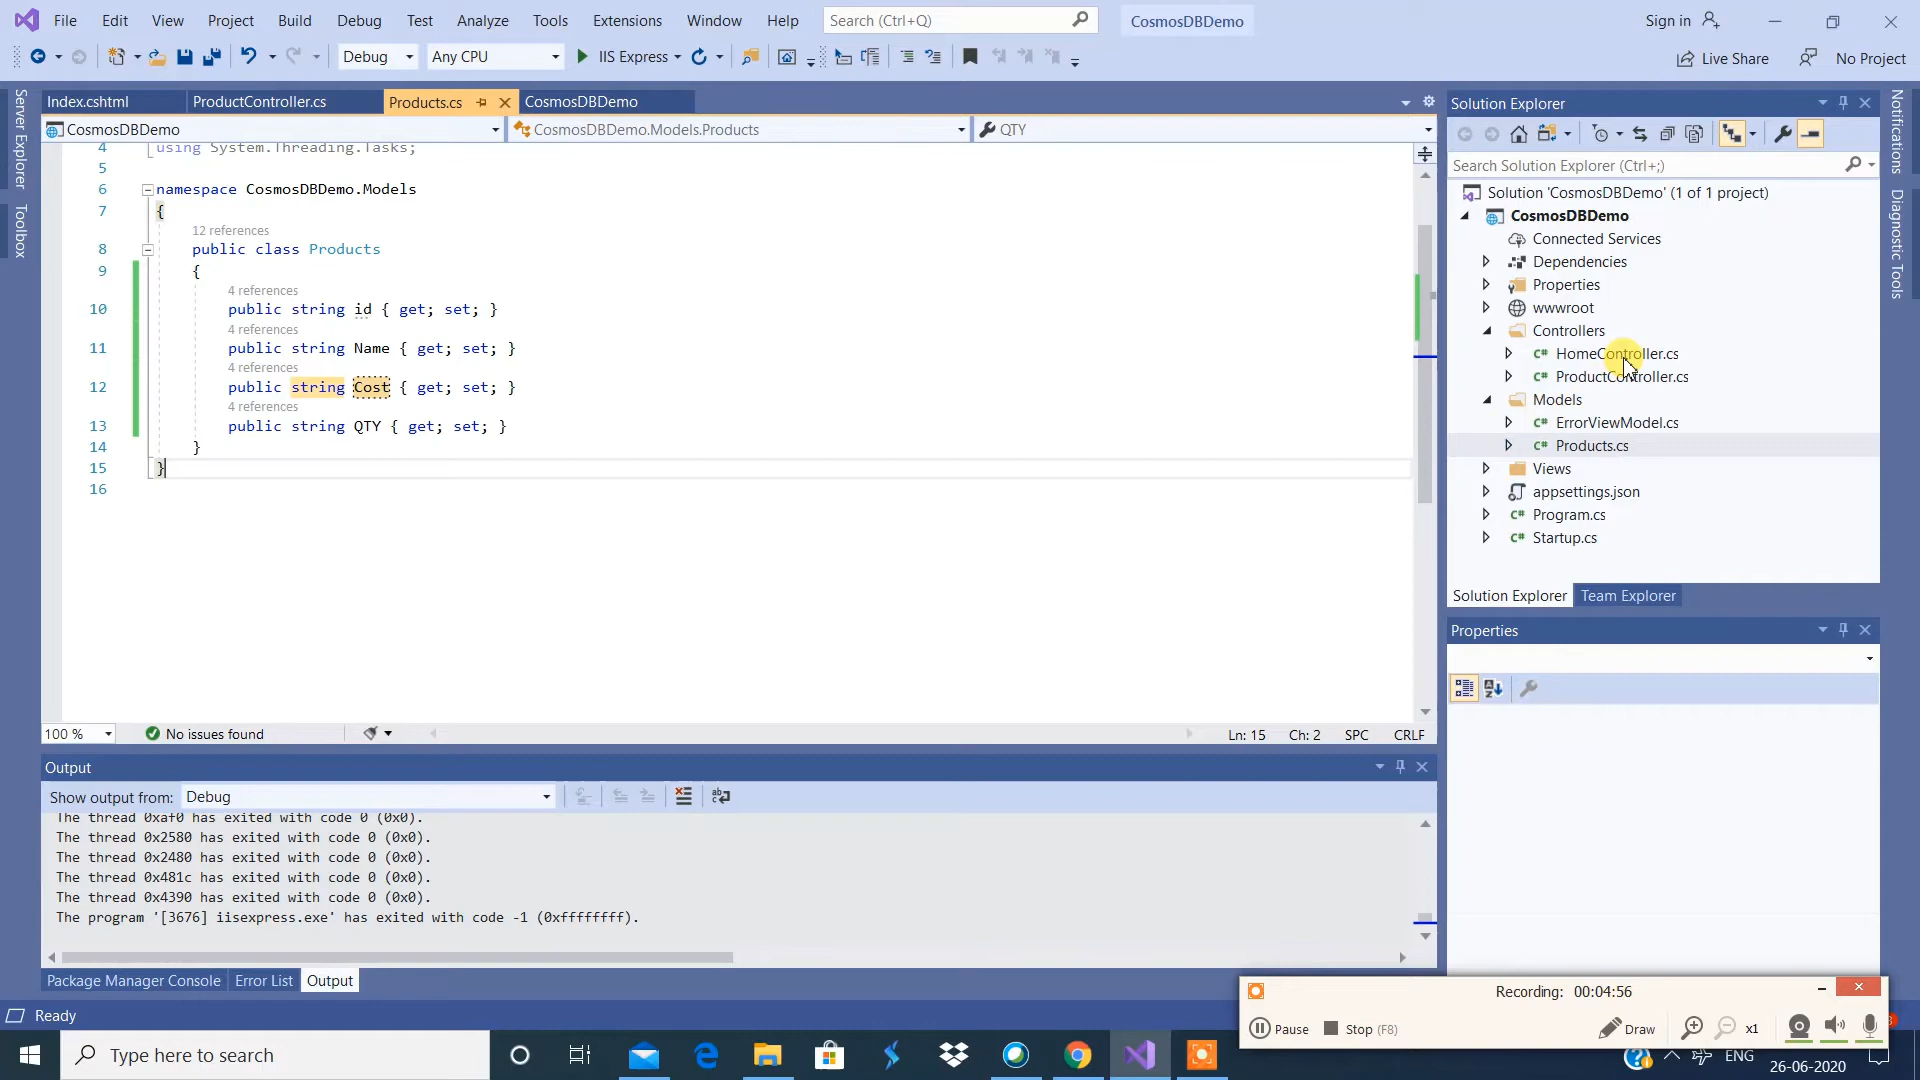 File Edit View Project Build Debug Test Analyze Tools Extensions Window Help Search (Ctrl+Q) CosmosDBDemo Sign in
Debug Any CPU IIS Express Live Share No Project
Server Explorer
Toolbox
Index.cshtml ProductController.cs Products.cs CosmosDBDemo
CosmosDBDemo CosmosDBDemo.Models.Products QTY
4 using System.Threading.Tasks;
5
6 namespace CosmosDBDemo.Models
7 {
12 references
8 public class Products
9 {
4 references
10 public string id { get; set; }
4 references
11 public string Name { get; set; }
4 references
12 public string Cost { get; set; }
4 references
13 public string QTY { get; set; }
14 }
15 }
16
100 % No issues found Ln: 15 Ch: 2 SPC CRLF
Output
Show output from: Debug
The thread 0xaf0 has exited with code 0 (0x0).
The thread 0x2580 has exited with code 0 (0x0).
The thread 0x2480 has exited with code 0 (0x0).
The thread 0x481c has exited with code 0 (0x0).
The thread 0x4390 has exited with code 0 (0x0).
The program '[3676] iisexpress.exe' has exited with code -1 (0xffffffff).
Package Manager Console Error List Output
Ready
Solution Explorer
Search Solution Explorer (Ctrl+;)
Solution 'CosmosDBDemo' (1 of 1 project)
CosmosDBDemo
Connected Services
Dependencies
Properties
wwwroot
Controllers
C# HomeController.cs
C# ProductController.cs
Models
C# ErrorViewModel.cs
C# Products.cs
Views
appsettings.json
C# Program.cs
C# Startup.cs
Solution Explorer Team Explorer
Properties
Notifications
Diagnostic Tools
Recording: 00:04:56
Pause Stop (F8) Draw x1
Type here to search
ENG
26-06-2020